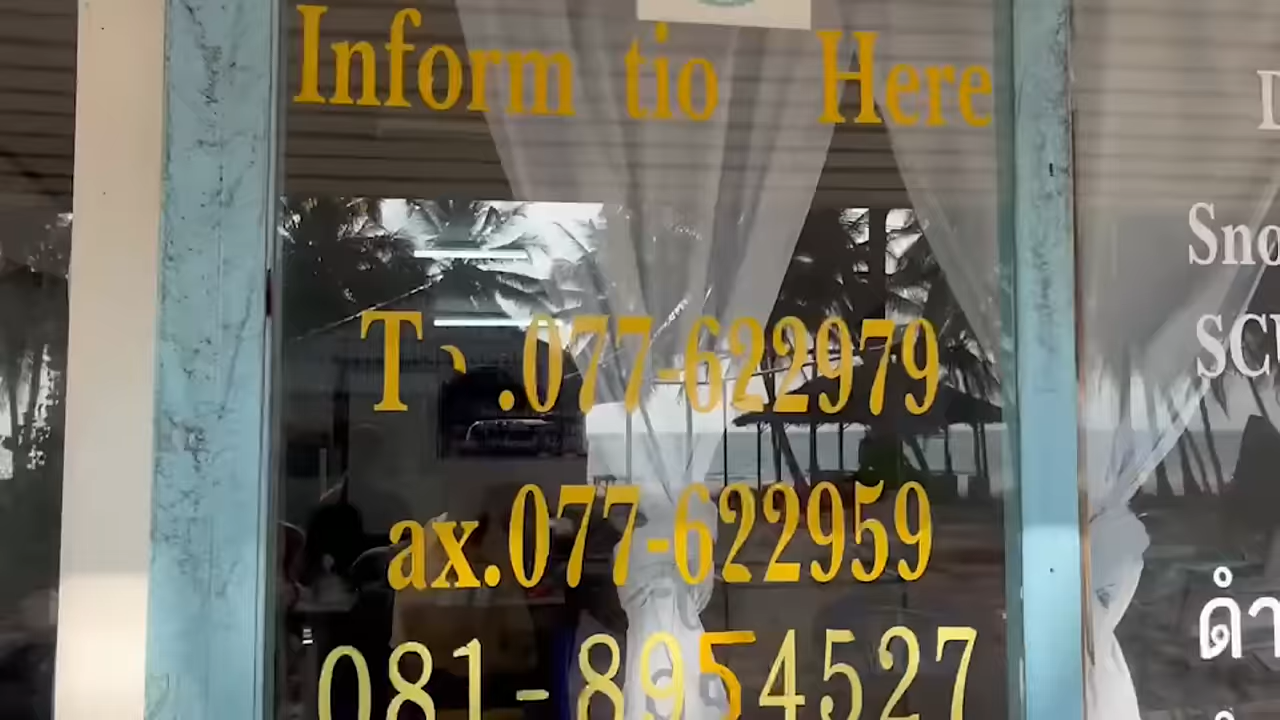 Inform tio Here
T .077-622979
ax.077-622959
081-8954527
Sno
SC
ดำ